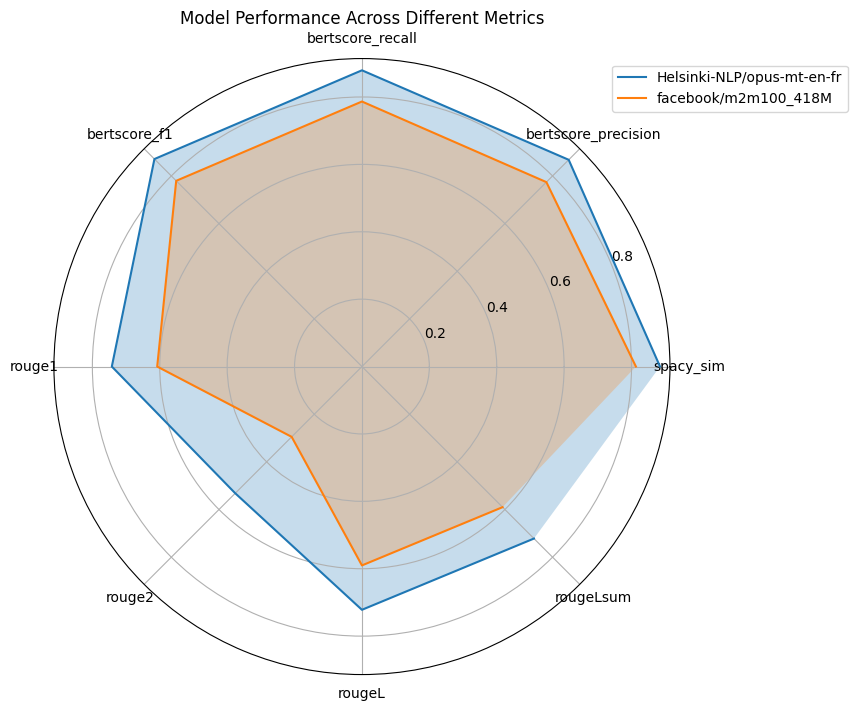 Model Performance Across Different Metrics
bertscore_recall
Helsinki-NLP/opus-mt-en-fr
facebook/m2m100_418M
bertscore_f1
bertscore_precision
0.8
0.6
0.4
0.2
rouge1
spacy_sim
rouge2
rougeLsum
rougeL